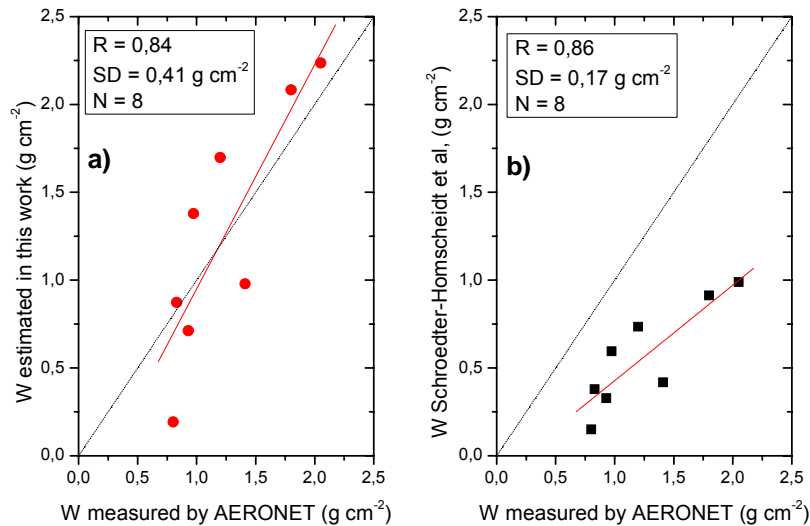 R = 0,84
SD = 0,41 g cm⁻²
N = 8
a)
W estimated in this work (g cm⁻²)
2,5
2,0
1,5
1,0
0,5
0,0
0,0 0,5 1,0 1,5 2,0 2,5
W measured by AERONET (g cm⁻²)
R = 0,86
SD = 0,17 g cm⁻²
N = 8
b)
W Schroedter-Homscheidt et al, (g cm⁻²)
2,5
2,0
1,5
1,0
0,5
0,0
0,0 0,5 1,0 1,5 2,0 2,5
W measured by AERONET (g cm⁻²)